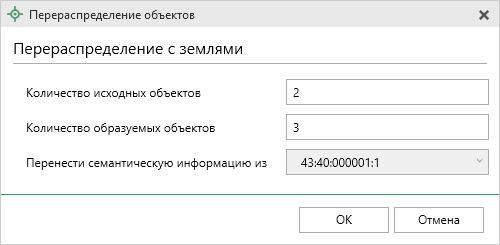 Перераспределение объектов
Перераспределение с землями
Количество исходных объектов 2
Количество образуемых объектов 3
Перенести семантическую информацию из 43:40:000001:1
ОК Отмена